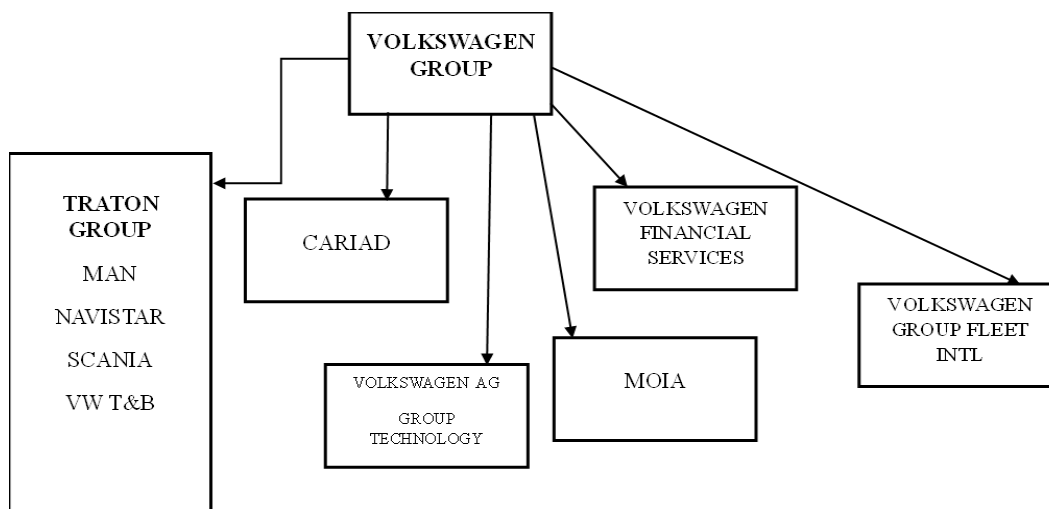 VOLKSWAGEN
GROUP
TRATON
GROUP
MAN
NAVISTAR
SCANIA
VW T&B
CARIAD
VOLKSWAGEN AG
GROUP
TECHNOLOGY
MOIA
VOLKSWAGEN
FINANCIAL
SERVICES
VOLKSWAGEN
GROUP FLEET
INTL